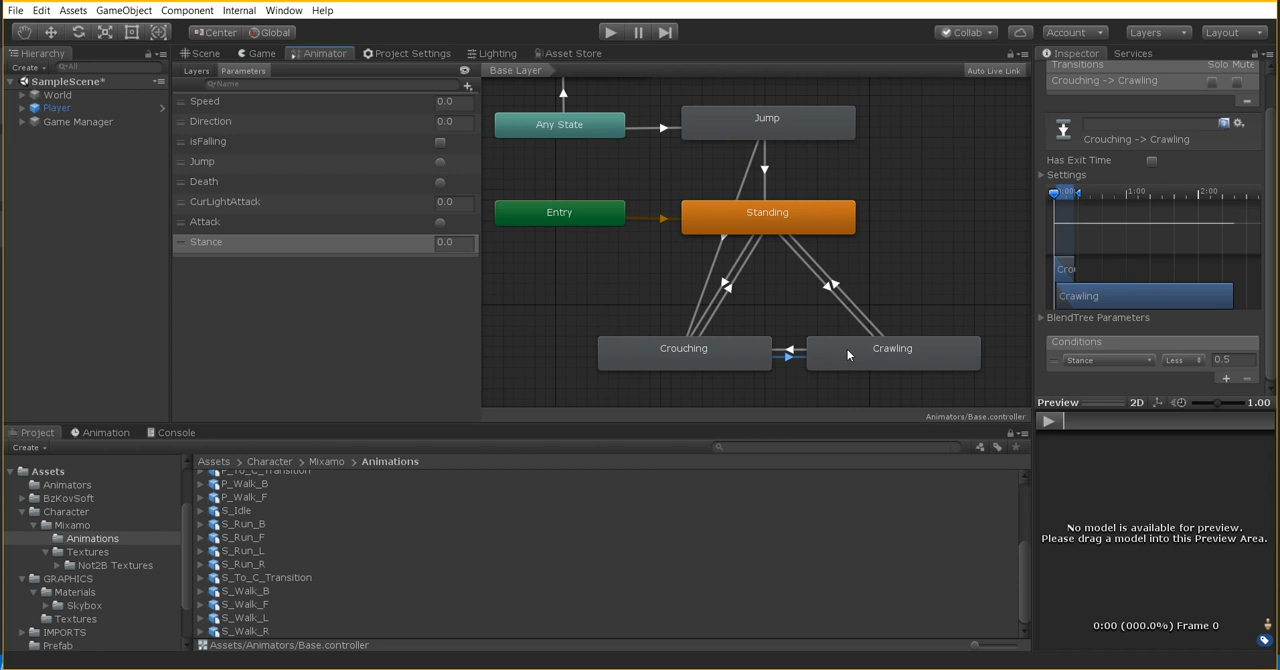 File Edit Assets GameObject Component Internal Window Help
Center Global Collab Account Layers Layout
Hierarchy Scene Game Animator Project Settings Lighting Asset Store Inspector Services
Create All Layers Parameters Base Layer Auto Live Link Transitions Solo Mute
SampleScene* Name Crouching -> Crawling
World Speed 0.0
Player Direction 0.0
Game Manager isFalling
Jump
Death
CurLightAttack 0.0
Attack
Stance 0.0
Any State Jump
Entry Standing
Crouching Crawling
Animators/Base.controller
Crouching -> Crawling
Has Exit Time
Settings
0:00 1:00 2:00
Cro
Crawling
BlendTree Parameters
Conditions
Stance Less 0.5
Preview 2D 1.00
No model is available for preview.
Please drag a model into this Preview Area.
0:00 (000.0%) Frame 0
Project Animation Console
Create
Assets
Animators
BzKovSoft
Character
Mixamo
Animations
Textures
Not2B Textures
GRAPHICS
Materials
Skybox
Textures
IMPORTS
Prefab
Assets > Character > Mixamo > Animations
P_To_C_Transition
P_Walk_B
P_Walk_F
S_Idle
S_Run_B
S_Run_F
S_Run_L
S_Run_R
S_To_C_Transition
S_Walk_B
S_Walk_F
S_Walk_L
S_Walk_R
Assets/Animators/Base.controller